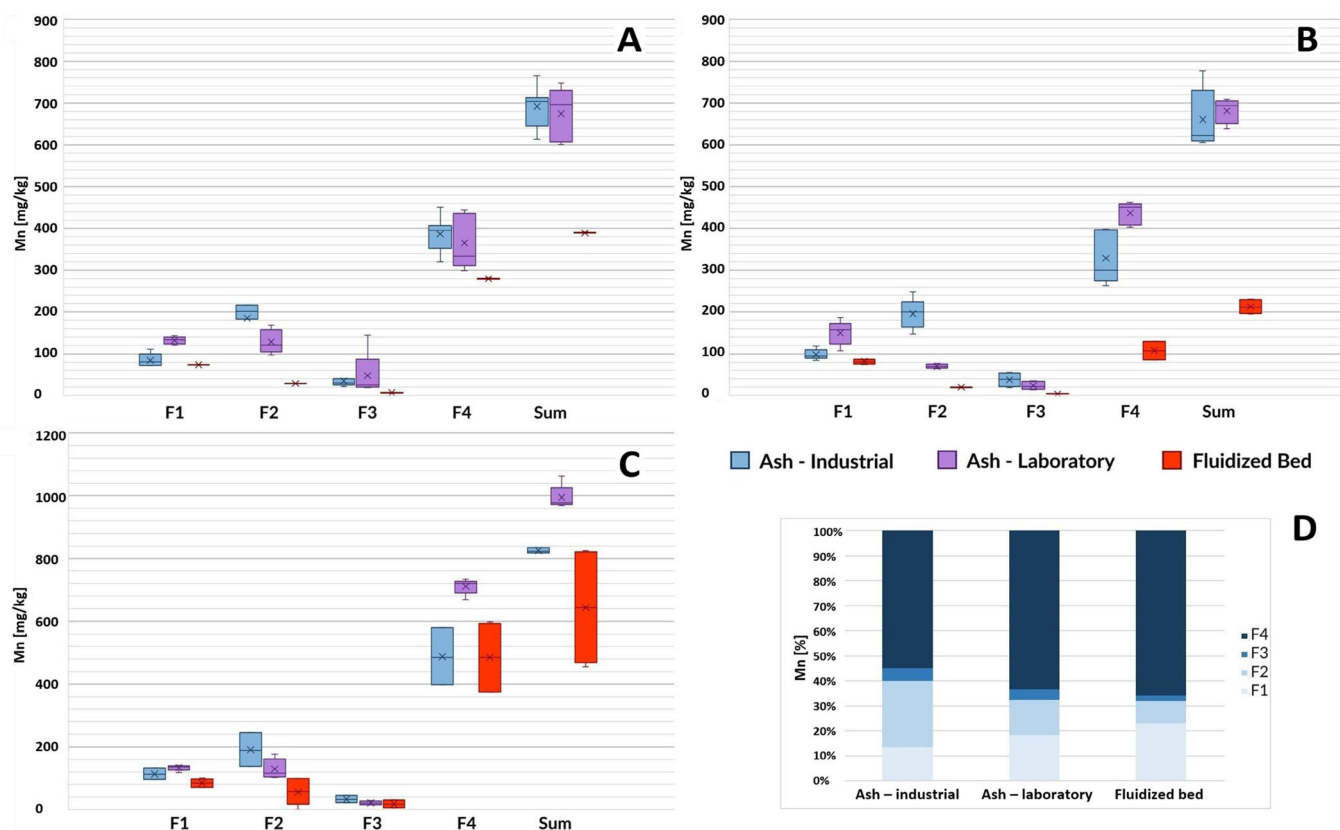 A
900
800
700
600
500
400
300
200
100
0
Mn [mg/kg]
F1 F2 F3 F4 Sum
B
900
800
700
600
500
400
300
200
100
0
Mn [mg/kg]
F1 F2 F3 F4 Sum
C
1200
1000
800
600
400
200
0
Mn [mg/kg]
F1 F2 F3 F4 Sum
Ash - Industrial Ash - Laboratory Fluidized Bed
D
100%
90%
80%
70%
60%
50%
40%
30%
20%
10%
0%
Mn [%]
F4
F3
F2
F1
Ash – industrial Ash – laboratory Fluidized bed